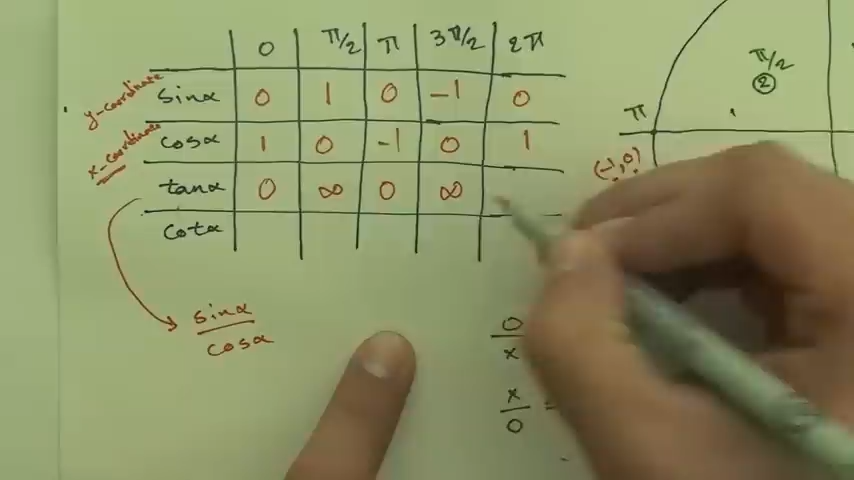 0 π/2 π 3π/2 2π
y-coordinate sinα 0 1 0 -1 0
x-coordinate cosα 1 0 -1 0 1
tanα 0 ∞ 0 ∞
cotα
sinα
cosα
π/2
2
π
(-1,0)
0
x
x
0 =